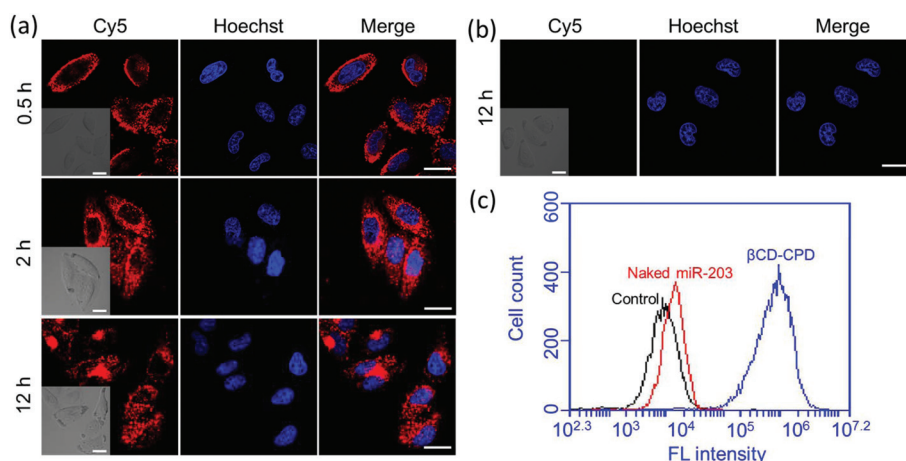 (a)
Cy5 Hoechst Merge
0.5 h
2 h
12 h
(b)
Cy5 Hoechst Merge
12 h
(c)
600
400
200
0
Cell count
Control
Naked miR-203
βCD-CPD
10^2.3 10^3 10^4 10^5 10^6 10^7.2
FL intensity